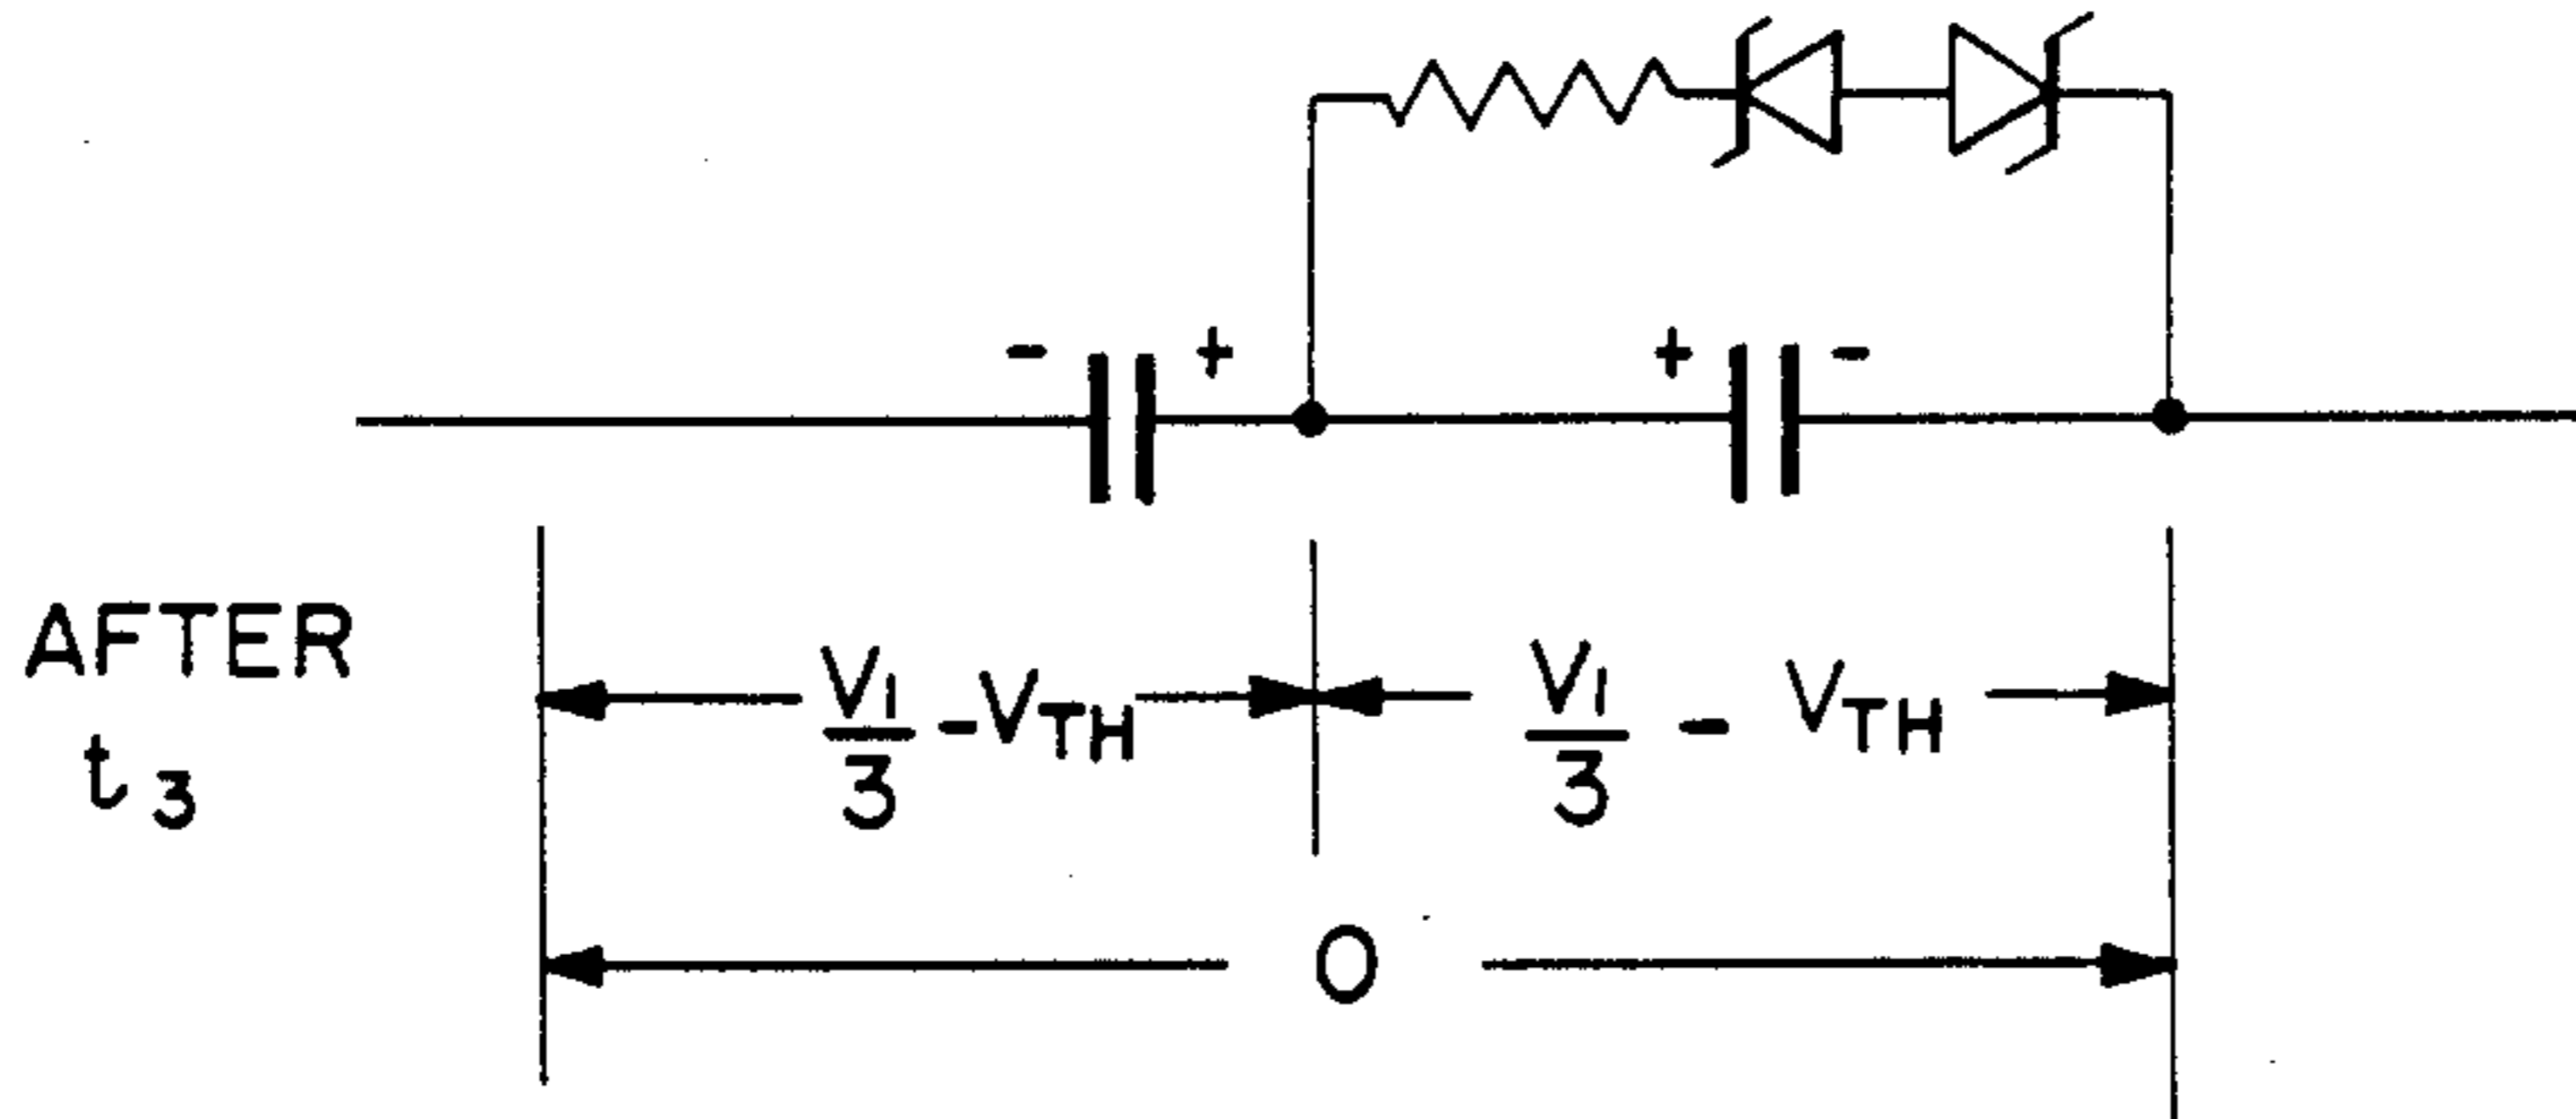 - + + -
AFTER
t3
V1/3 - VTH
V1/3 - VTH
0